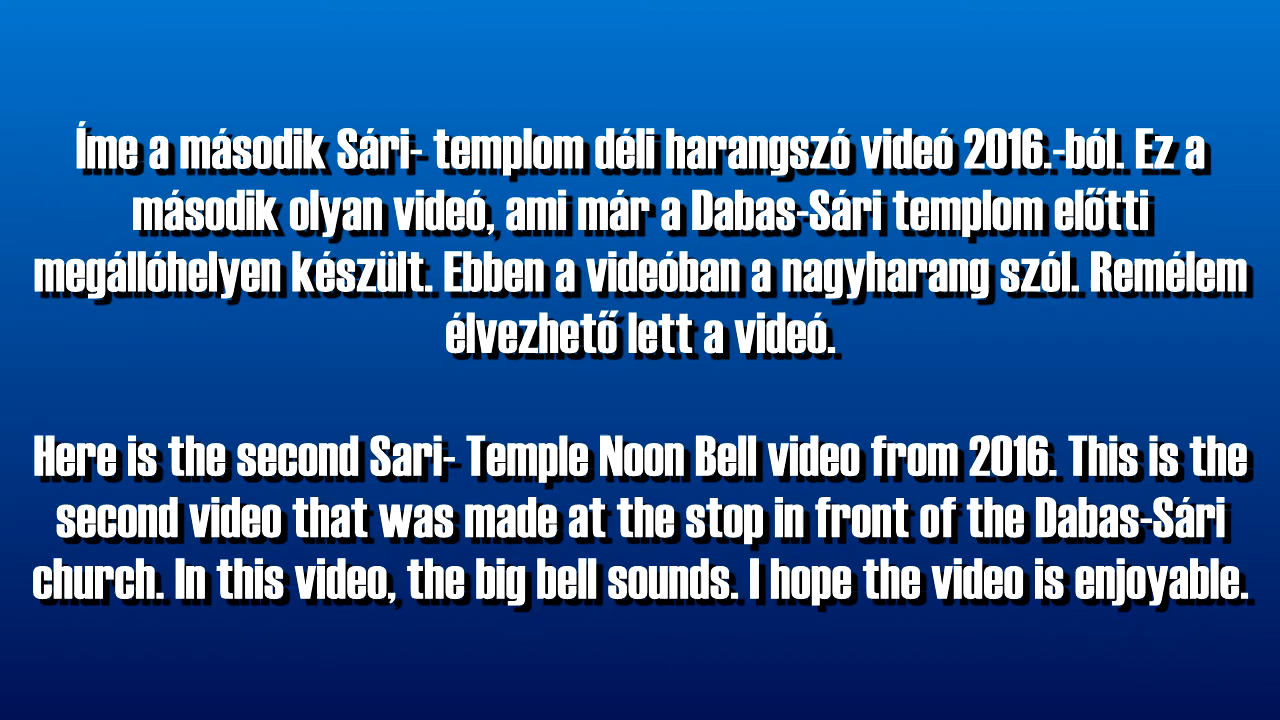 Íme a második Sári- templom déli harangszó videó 2016.-ból. Ez a
második olyan videó, ami már a Dabas-Sári templom előtti
megállóhelyen készült. Ebben a videóban a nagyharang szól. Remélem
élvezhető lett a videó.
Here is the second Sari- Temple Noon Bell video from 2016. This is the
second video that was made at the stop in front of the Dabas-Sári
church. In this video, the big bell sounds. I hope the video is enjoyable.